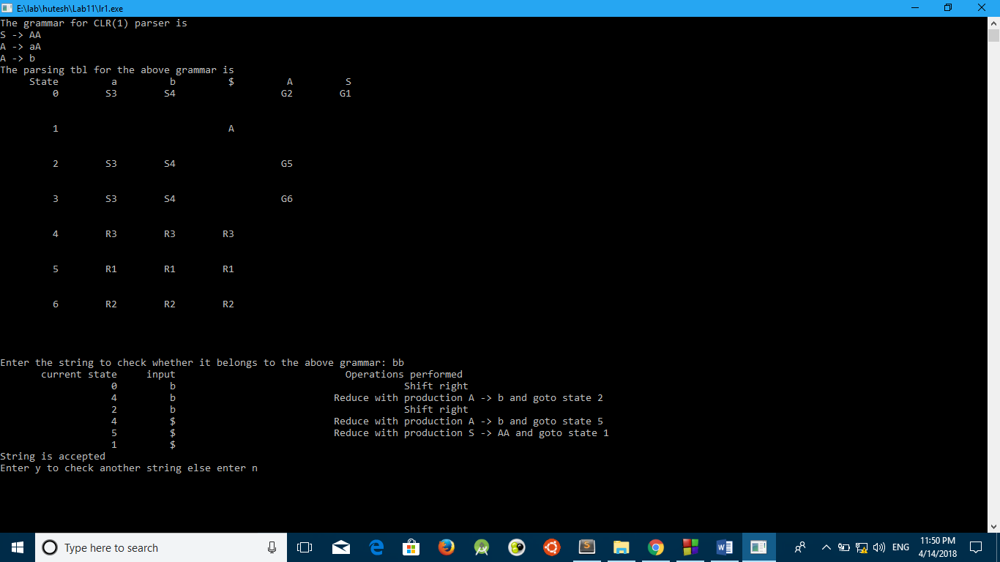 E:\lab\hutesh\Lab11\lr1.exe
The grammar for CLR(1) parser is
S -> AA
A -> aA
A -> b
The parsing tbl for the above grammar is
State a b $ A S
0 S3 S4 G2 G1
1 A
2 S3 S4 G5
3 S3 S4 G6
4 R3 R3 R3
5 R1 R1 R1
6 R2 R2 R2
Enter the string to check whether it belongs to the above grammar: bb
current state input Operations performed
0 b Shift right
4 b Reduce with production A -> b and goto state 2
2 b Shift right
4 $ Reduce with production A -> b and goto state 5
5 $ Reduce with production S -> AA and goto state 1
1 $
String is accepted
Enter y to check another string else enter n
Type here to search
ENG
11:50 PM
4/14/2018